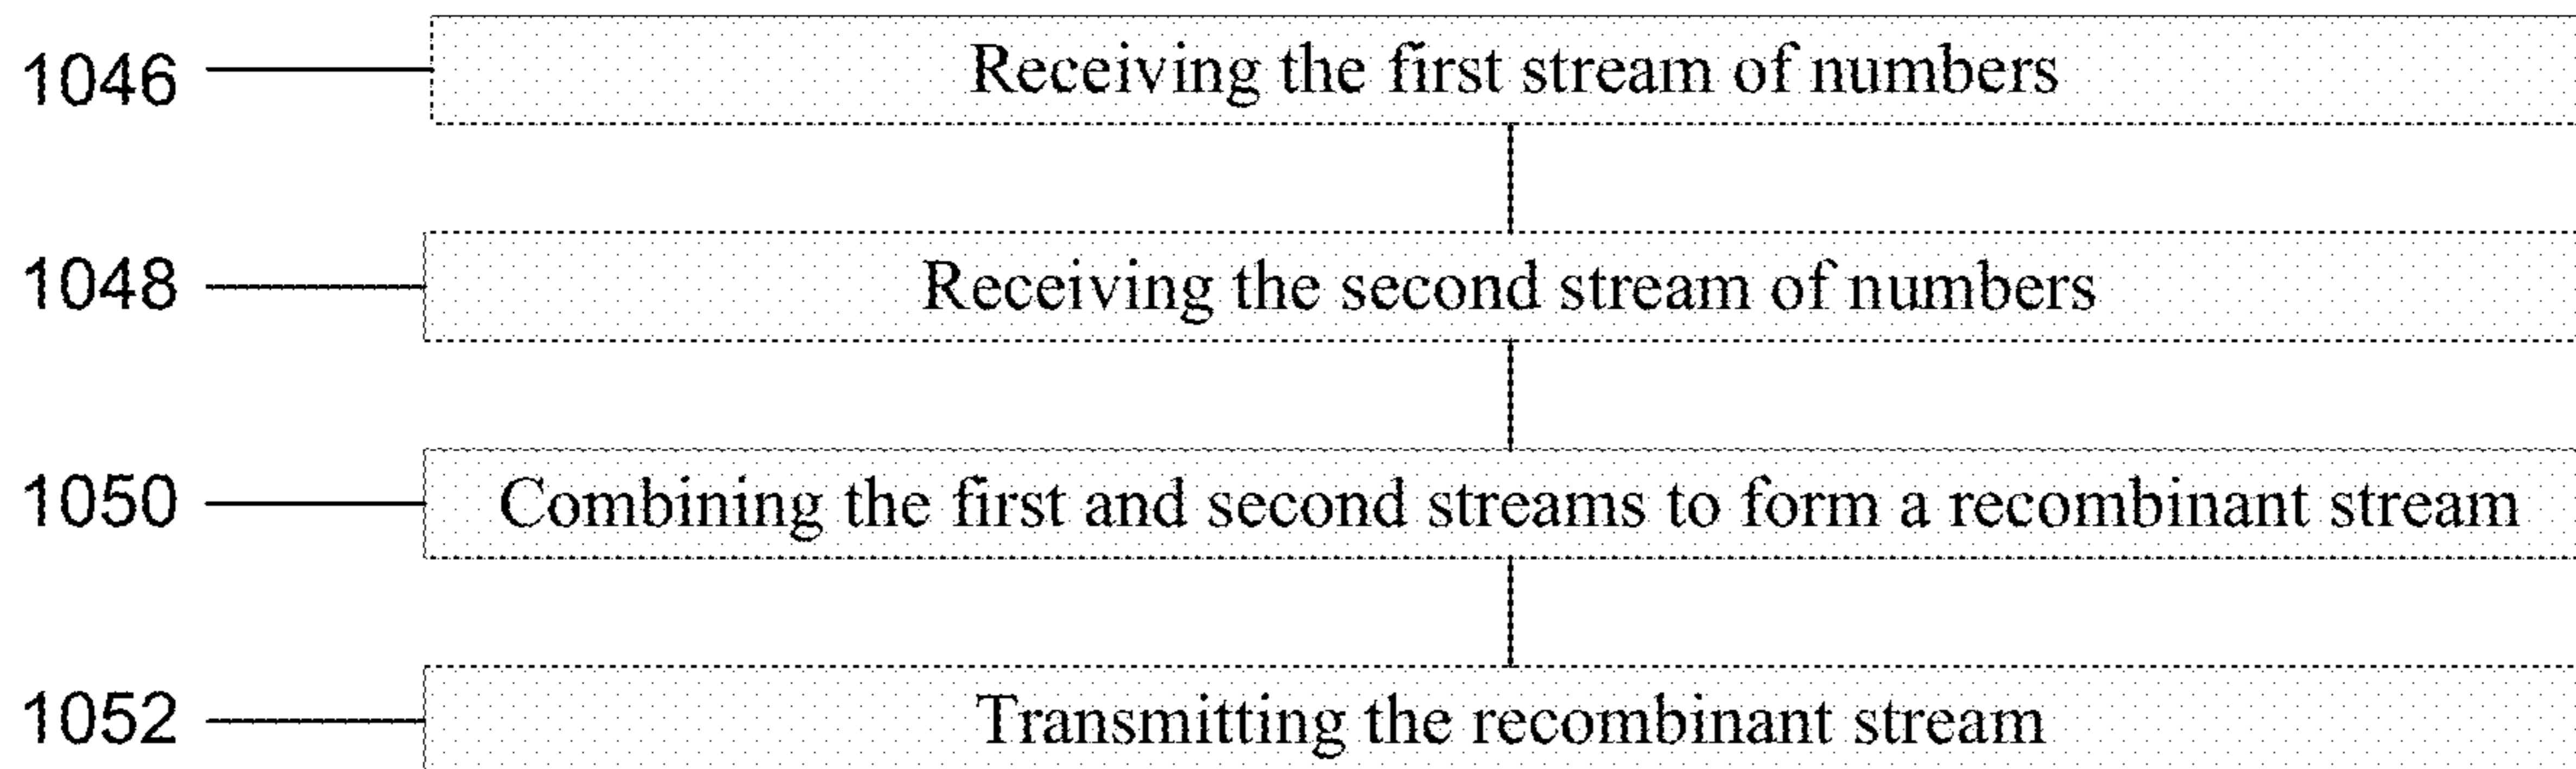 1046 Receiving the first stream of numbers
1048 Receiving the second stream of numbers
1050 Combining the first and second streams to form a recombinant stream
1052 Transmitting the recombinant stream